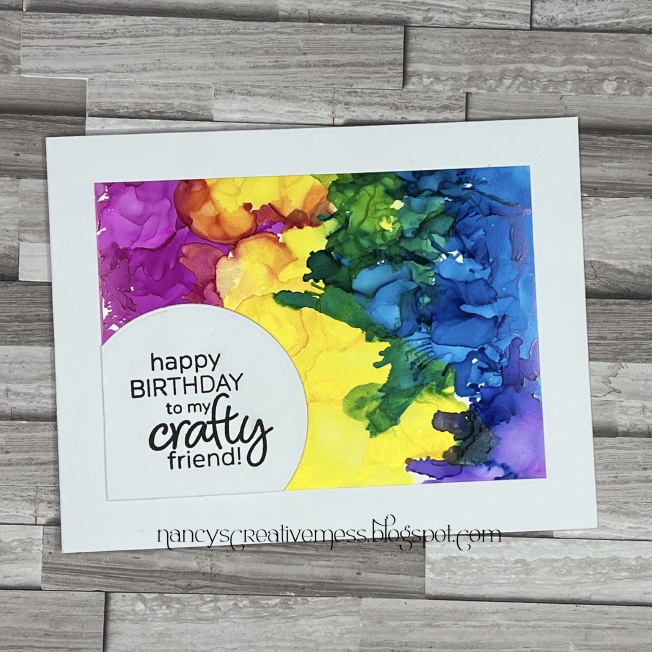 happy
BIRTHDAY
to my
crafty
friend!
nancyscreativemess.blogspot.com